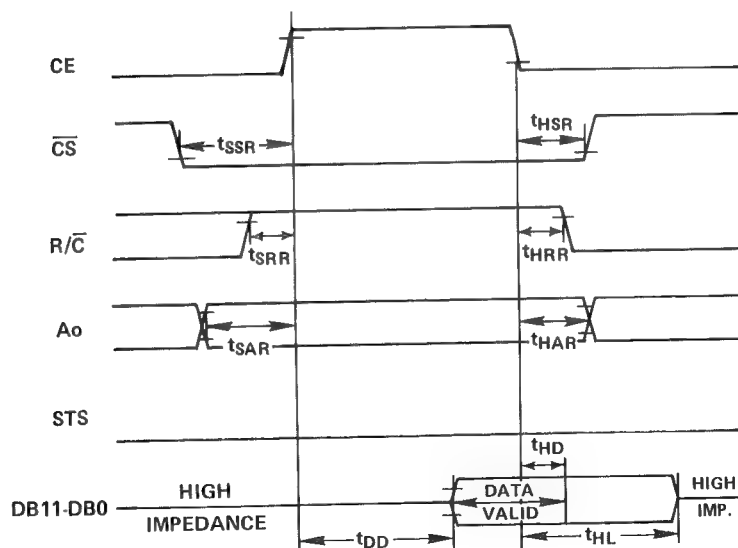 CE
C̅S̅
tSSR
tHSR
R/C̅
tSRR
tHRR
Ao
tSAR
tHAR
STS
tHD
DB11-DB0
HIGH
IMPEDANCE
DATA
VALID
HIGH
IMP.
tDD
tHL